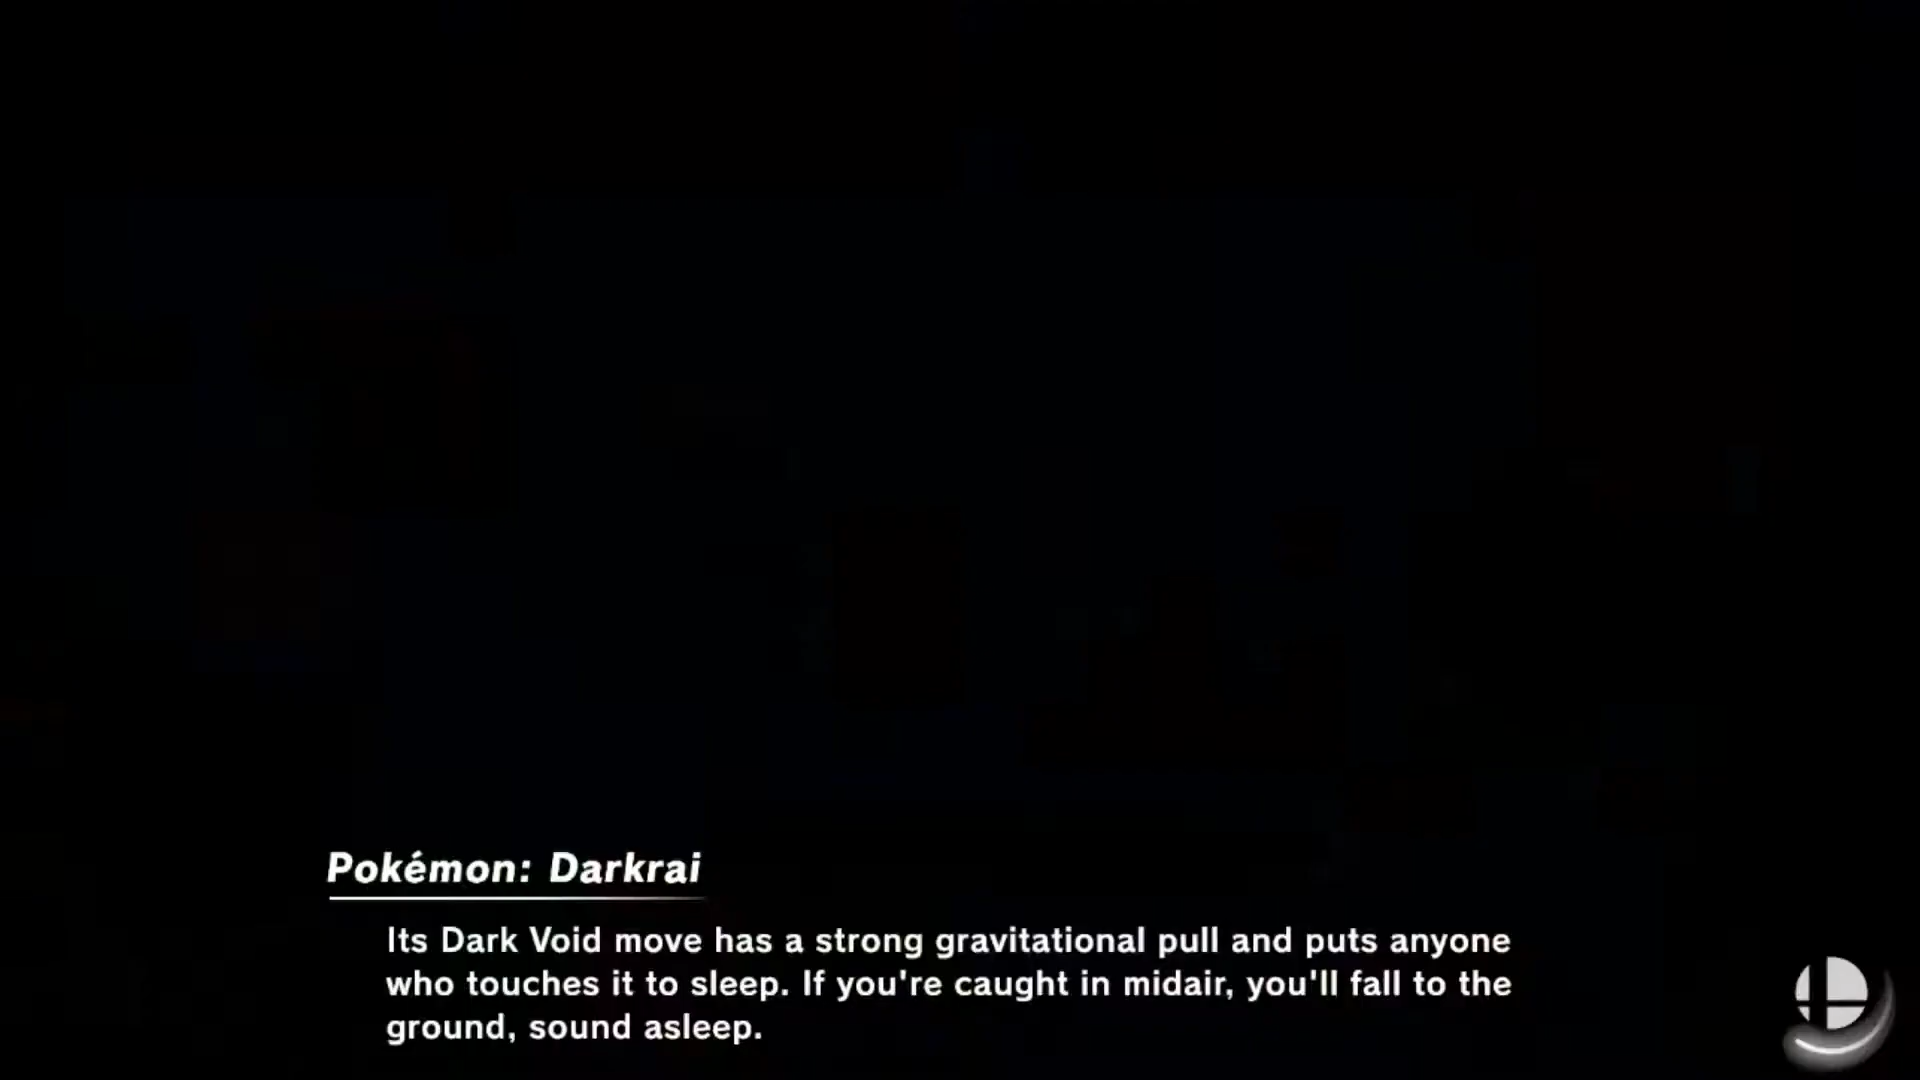 Pokémon: Darkrai
Its Dark Void move has a strong gravitational pull and puts anyone
who touches it to sleep. If you're caught in midair, you'll fall to the
ground, sound asleep.